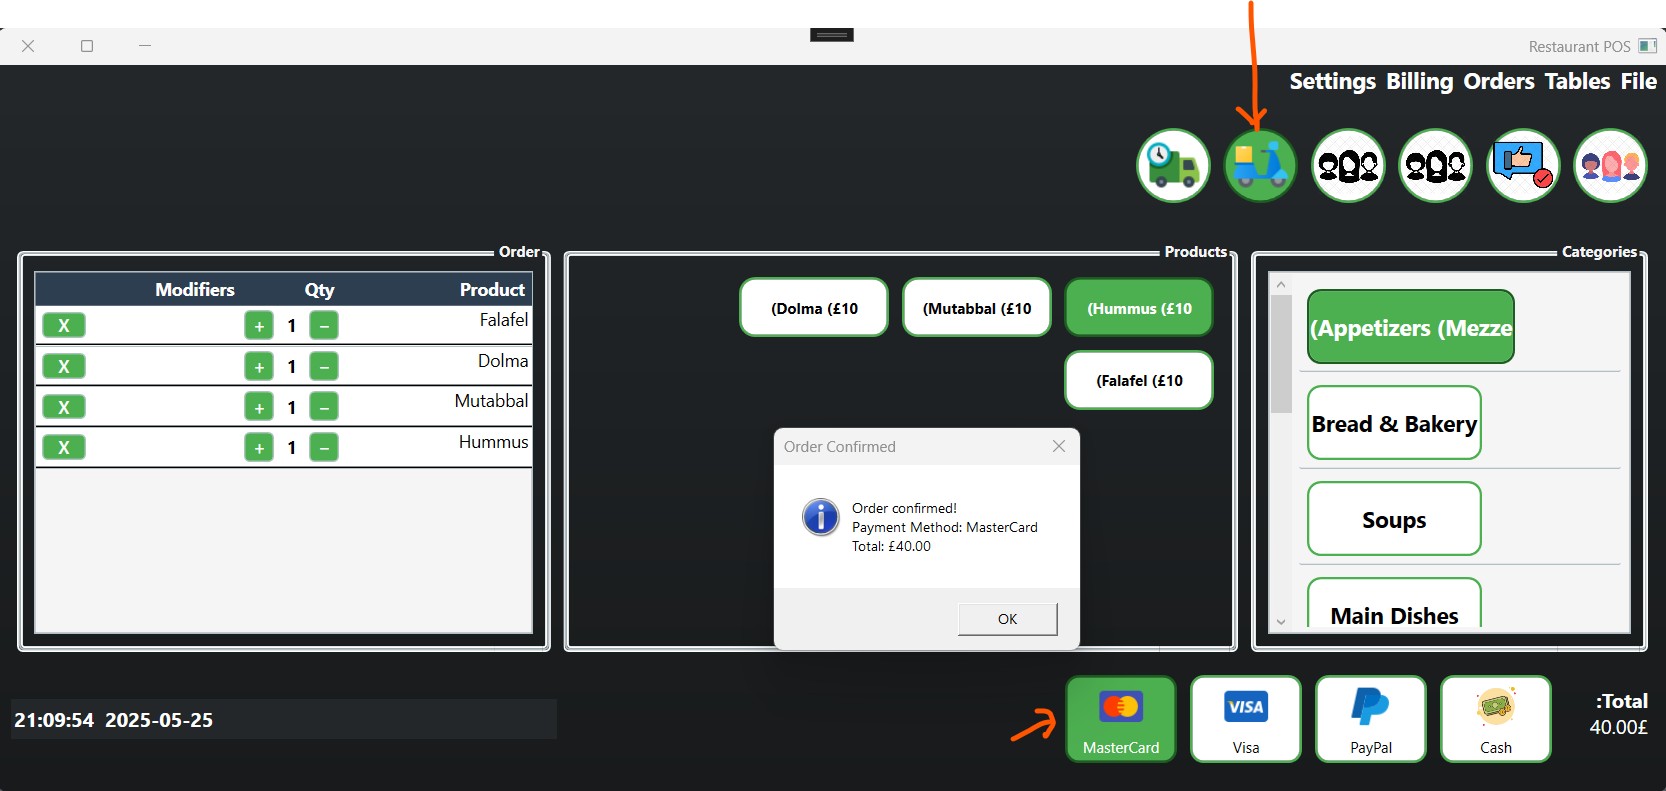 Restaurant POS
Settings Billing Orders Tables File
Order
Modifiers Qty Product
X + 1 − Falafel
X + 1 − Dolma
X + 1 − Mutabbal
X + 1 − Hummus
Products
(Dolma (£10 (Mutabbal (£10 (Hummus (£10
(Falafel (£10
Categories
(Appetizers (Mezze
Bread & Bakery
Soups
Main Dishes
Order Confirmed
Order confirmed!
Payment Method: MasterCard
Total: £40.00
OK
21:09:54 2025-05-25
MasterCard
VISA
Visa
PayPal
Cash
:Total
40.00£